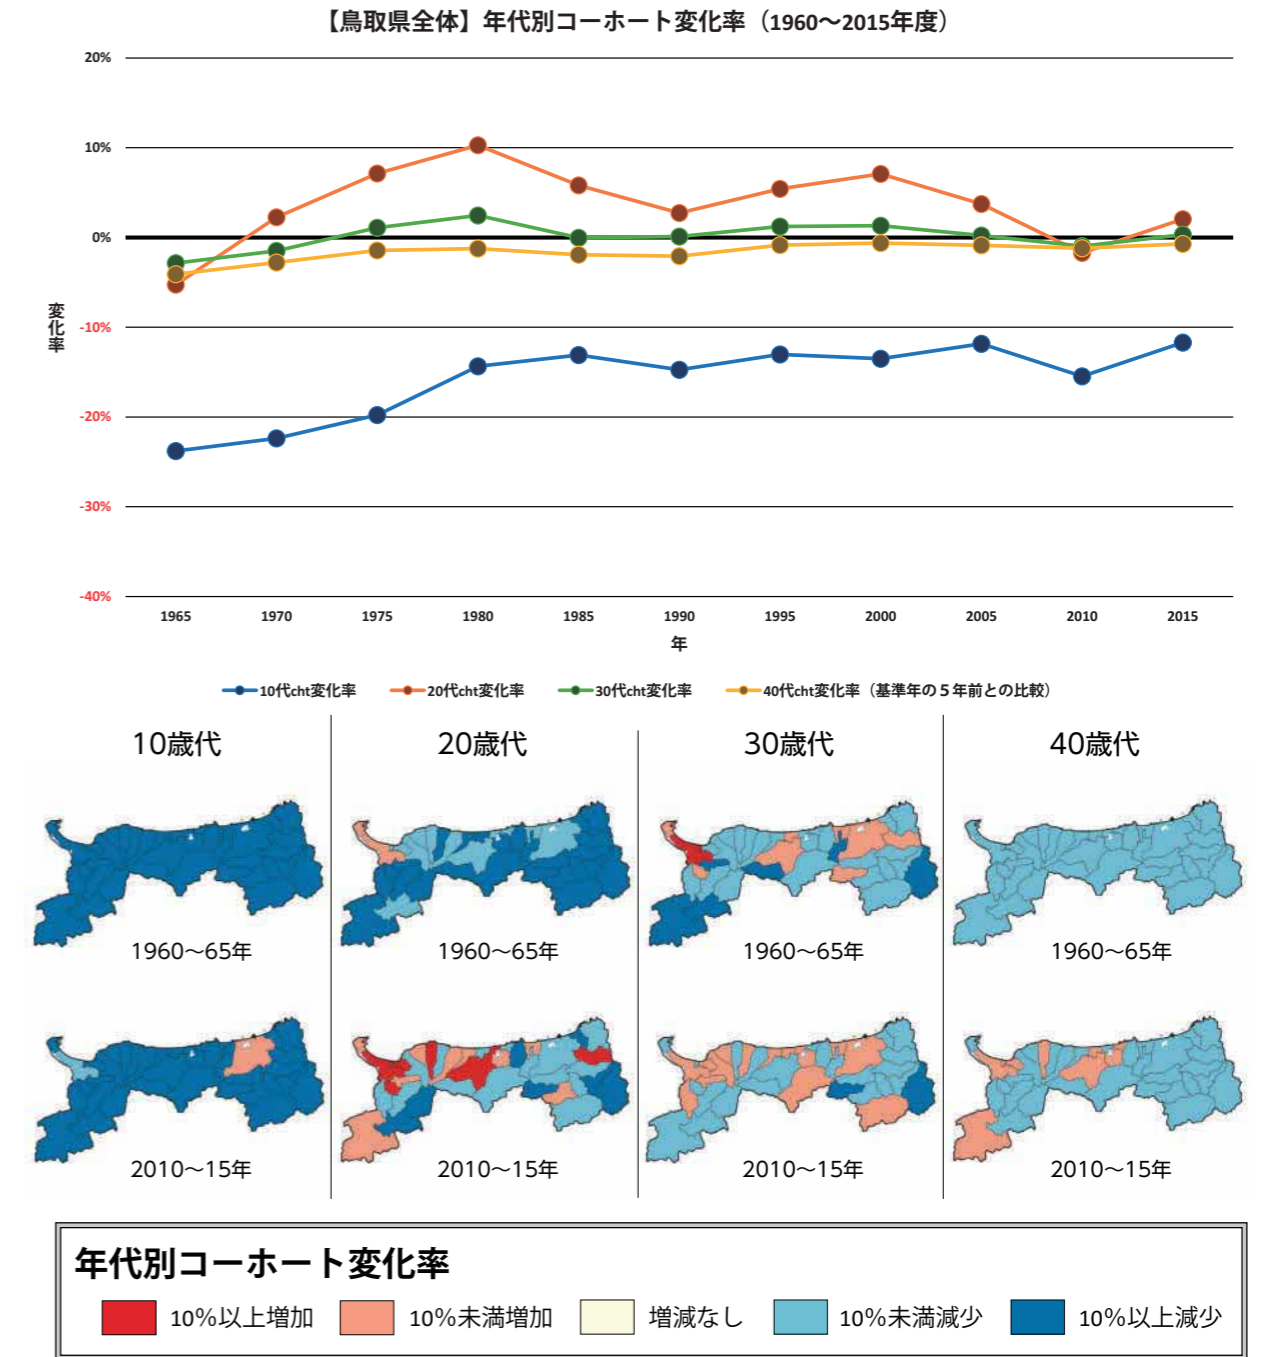 【鳥取県全体】年代別コーホート変化率（1960～2015年度）
20%
10%
0%
-10%
-20%
-30%
-40%
変化率
1965 1970 1975 1980 1985 1990 1995 2000 2005 2010 2015
年
10代cht変化率 20代cht変化率 30代cht変化率 40代cht変化率（基準年の５年前との比較）
10歳代 20歳代 30歳代 40歳代
1960～65年 1960～65年 1960～65年 1960～65年
2010～15年 2010～15年 2010～15年 2010～15年
年代別コーホート変化率
10%以上増加 10%未満増加 増減なし 10%未満減少 10%以上減少